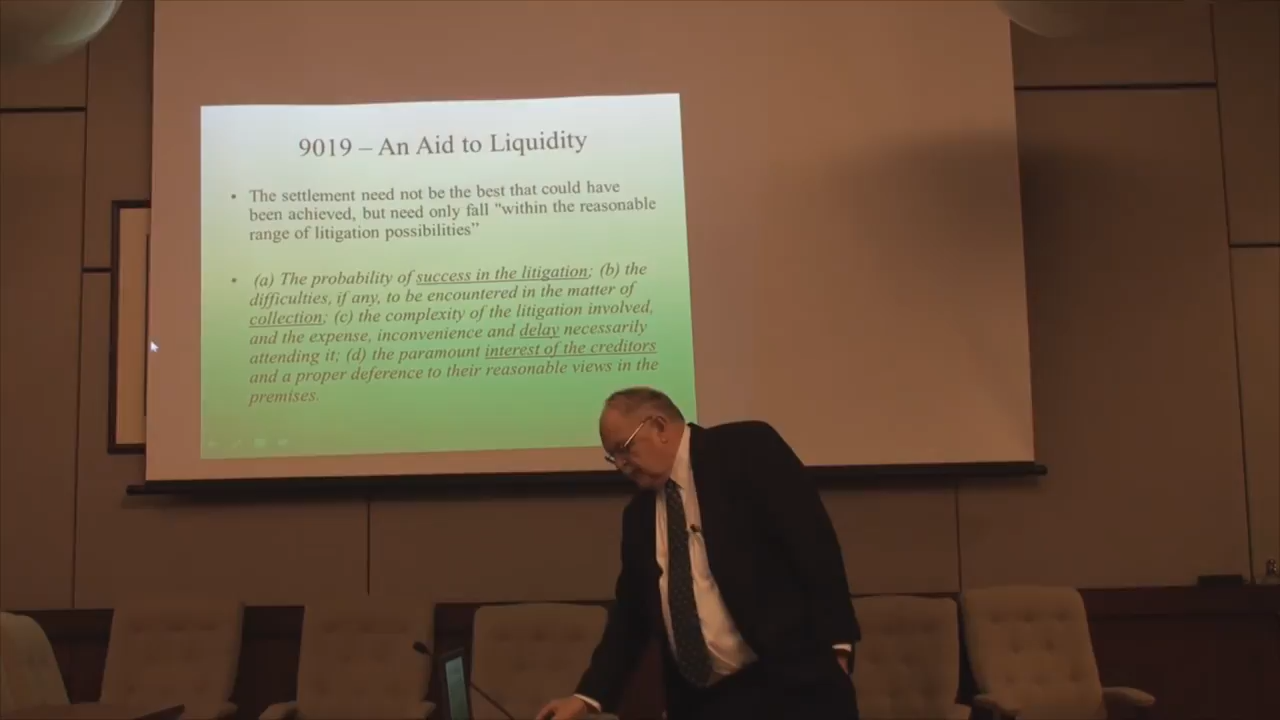 9019 – An Aid to Liquidity
• The settlement need not be the best that could have
been achieved, but need only fall "within the reasonable
range of litigation possibilities”
• (a) The probability of success in the litigation; (b) the
difficulties, if any, to be encountered in the matter of
collection; (c) the complexity of the litigation involved,
and the expense, inconvenience and delay necessarily
attending it; (d) the paramount interest of the creditors
and a proper deference to their reasonable views in the
premises.